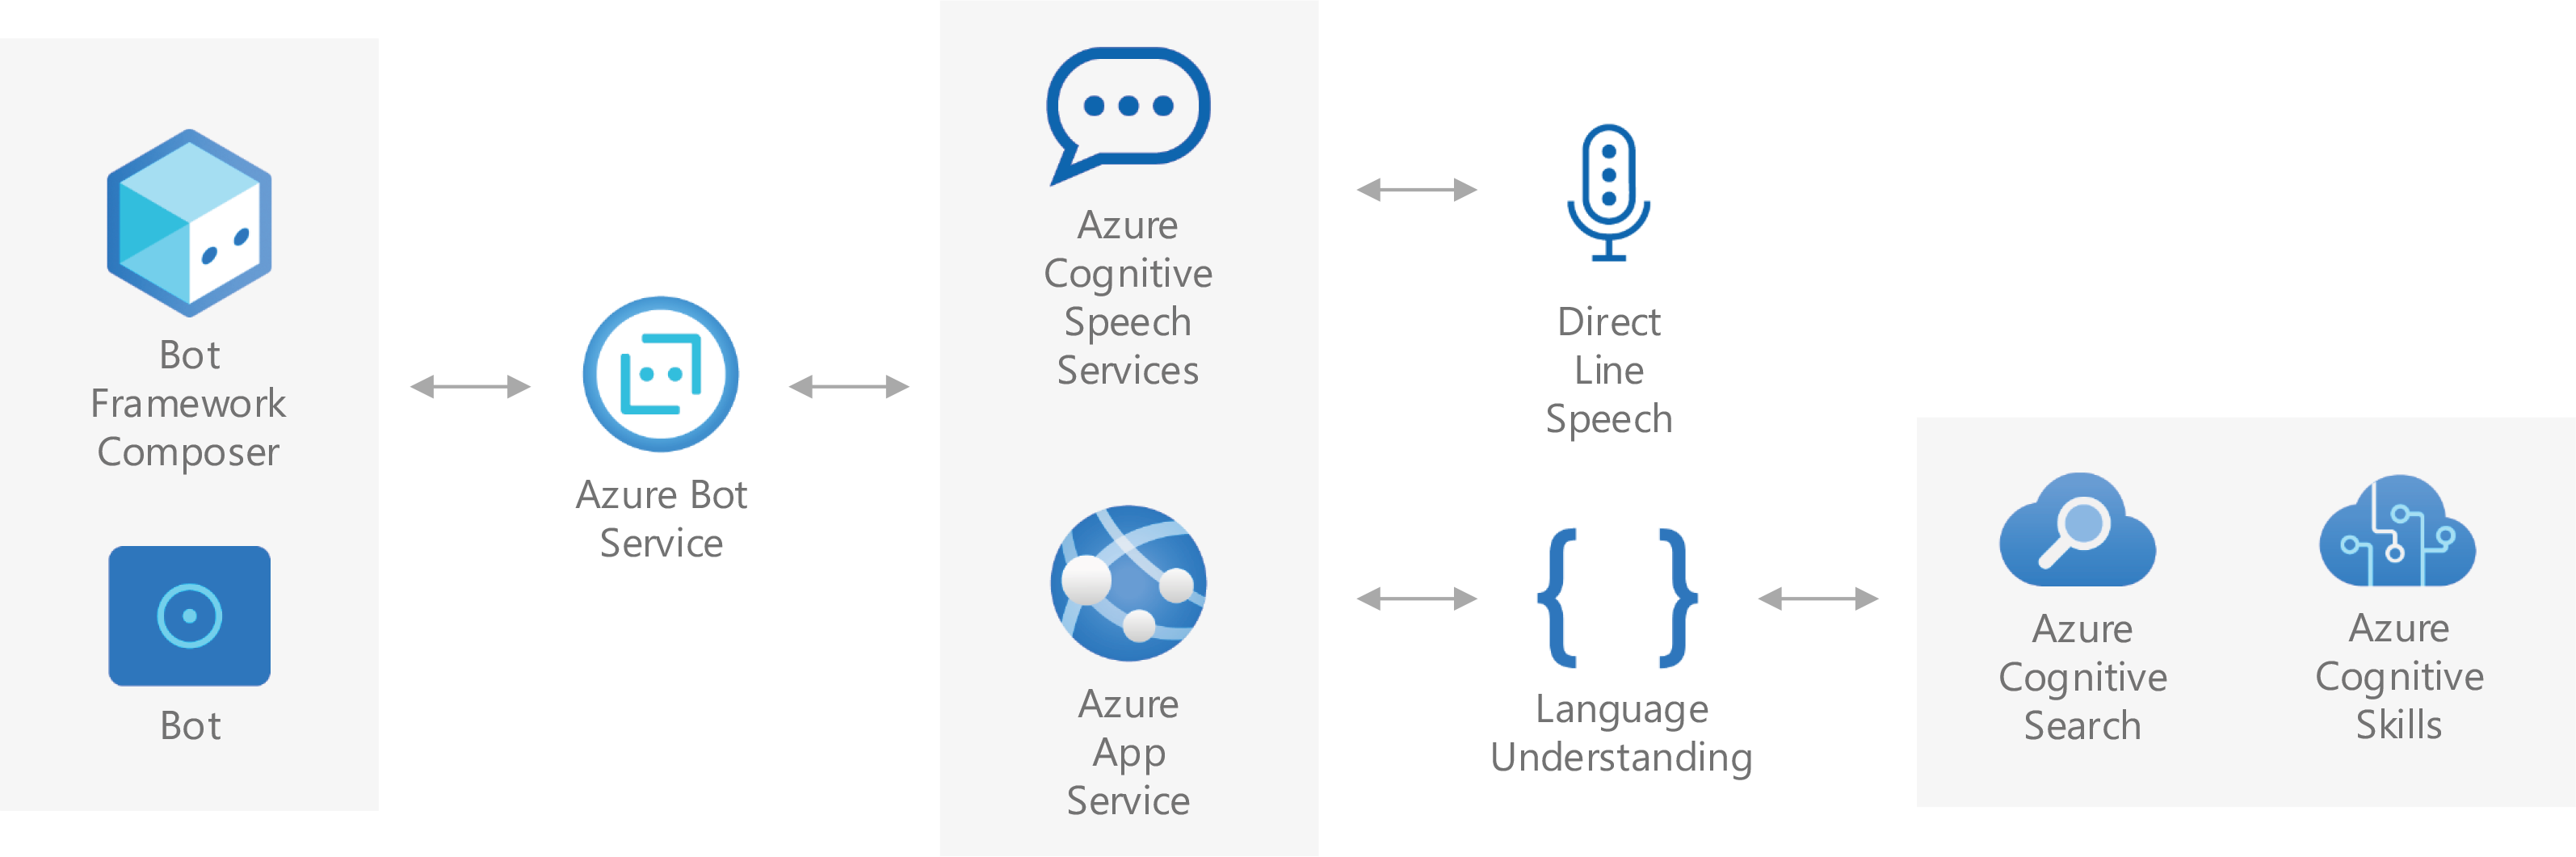 Bot
Framework
Composer
Bot
Azure Bot
Service
Azure
Cognitive
Speech
Services
Azure
App
Service
Direct
Line
Speech
Language
Understanding
Azure
Cognitive
Search
Azure
Cognitive
Skills